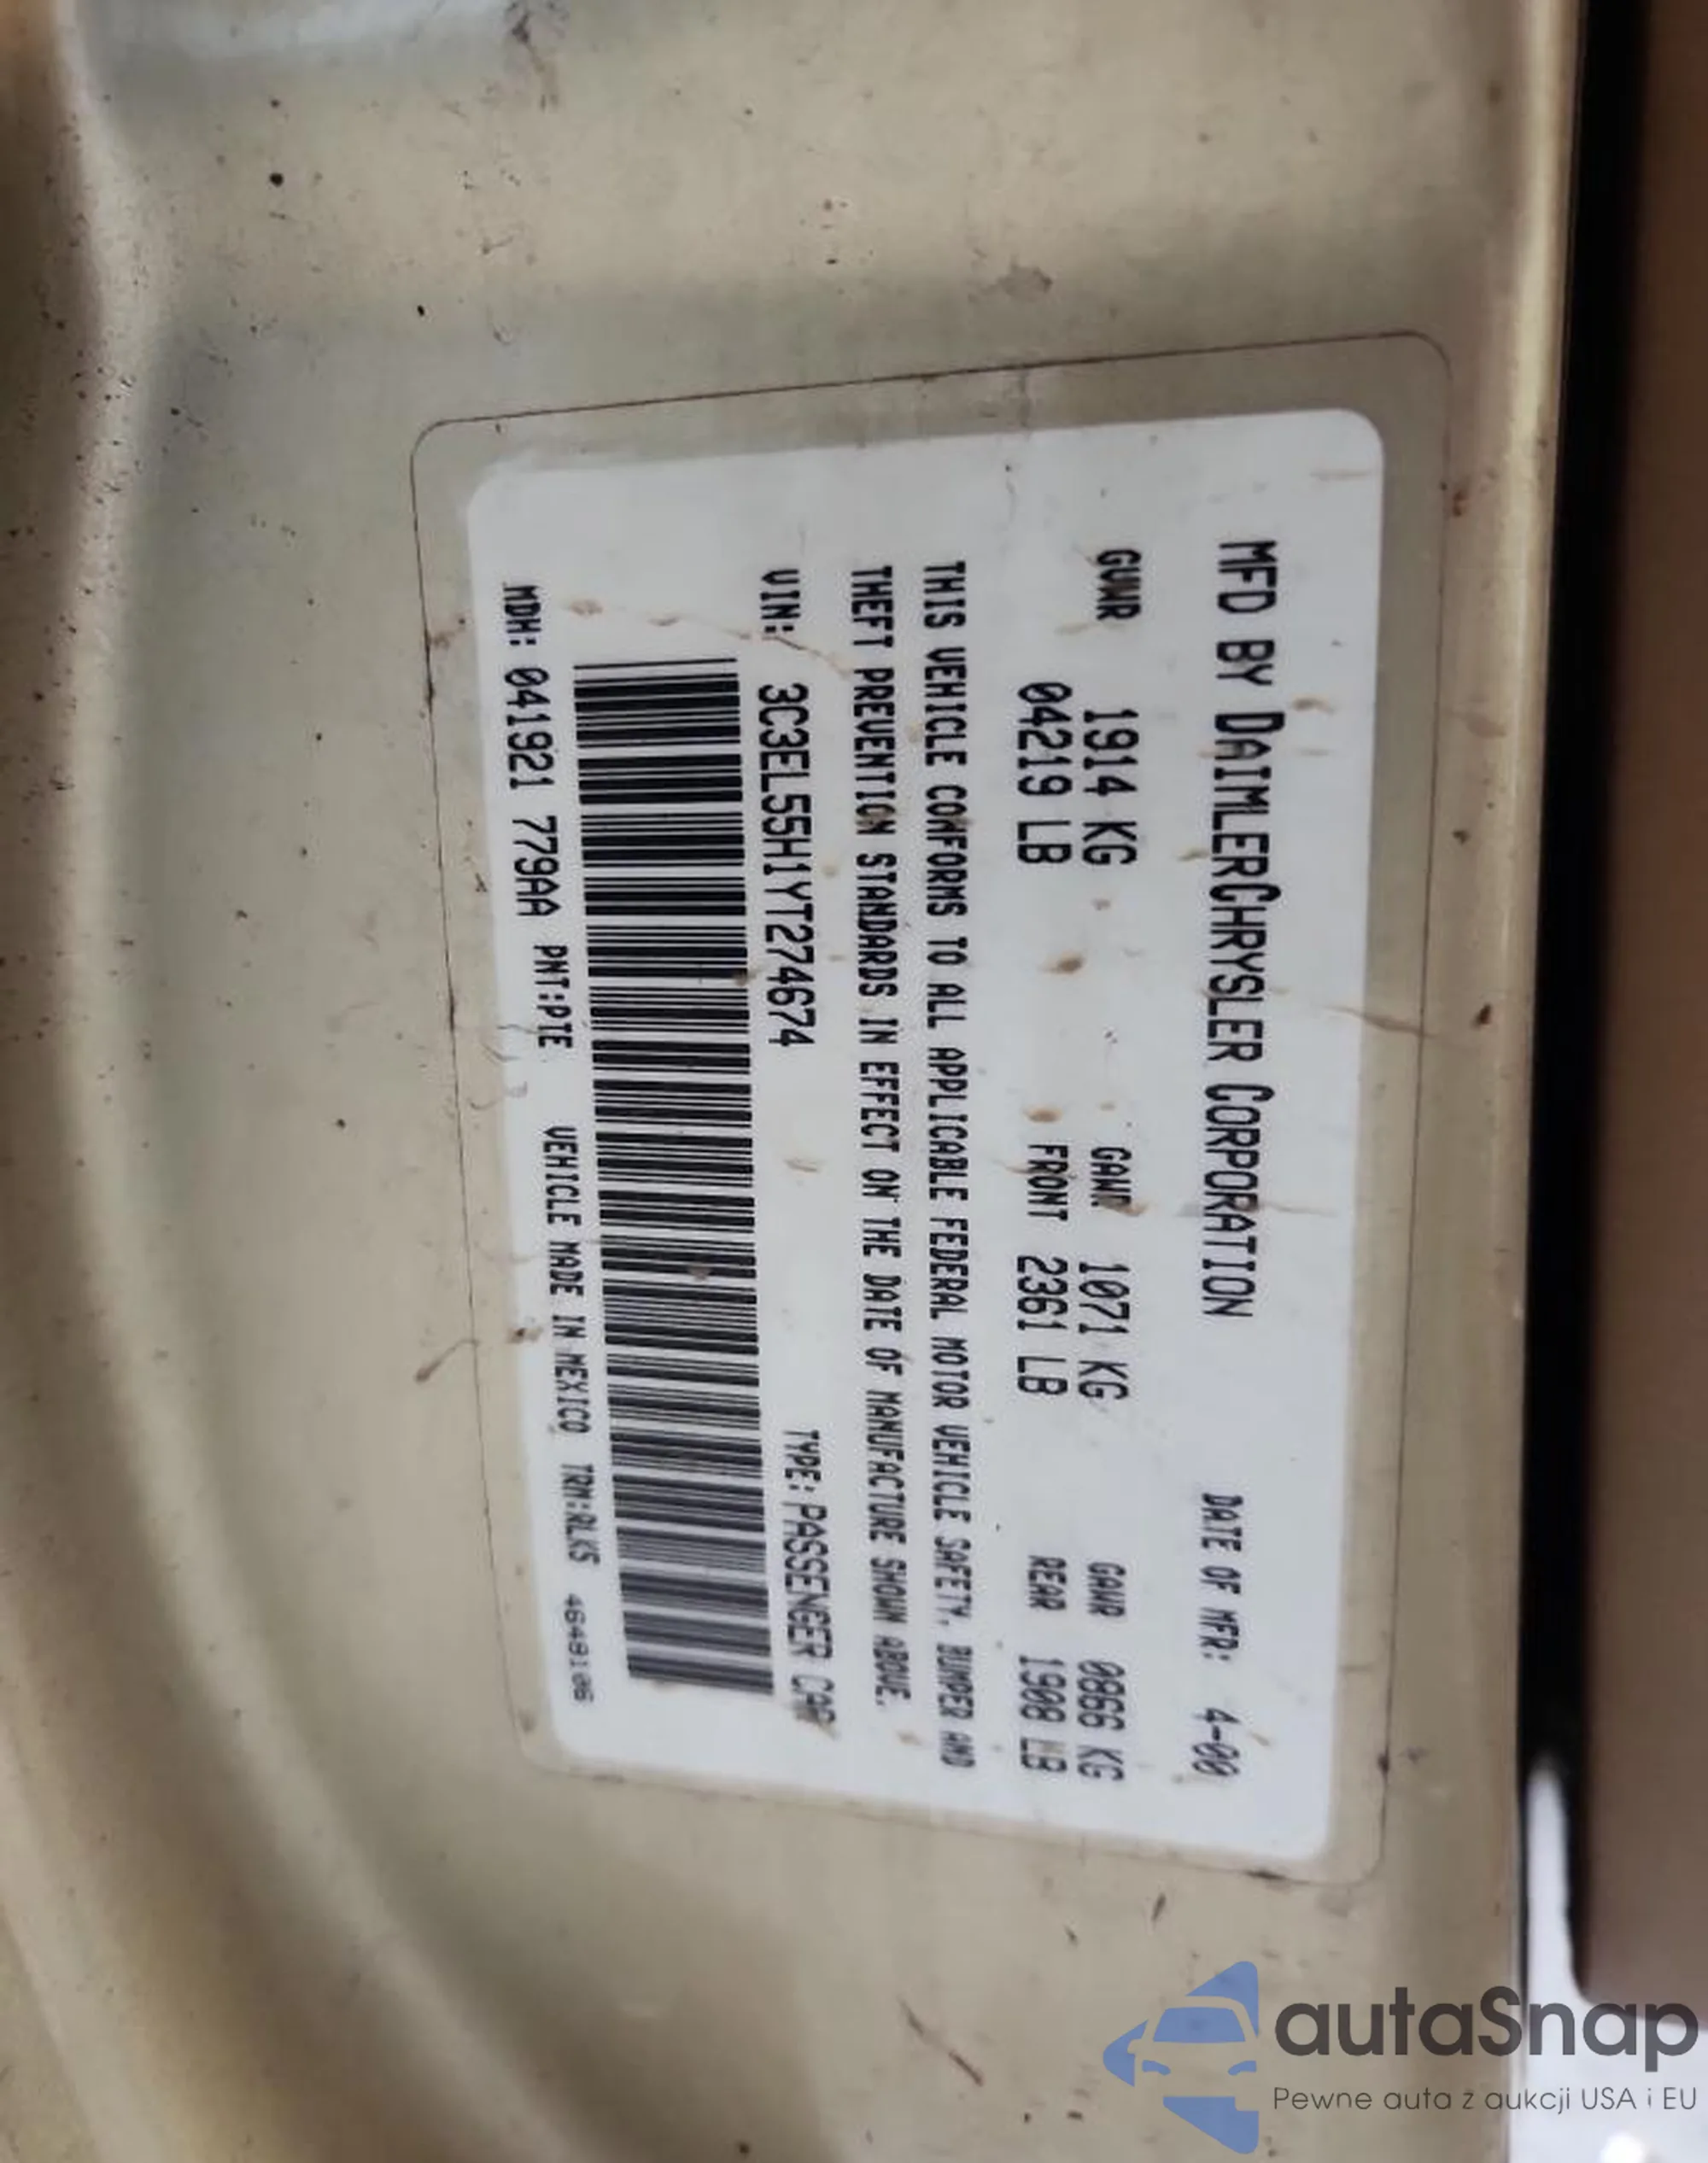 MFD BY DAIMLERCHRYSLER CORPORATION DATE OF MFR: 4-00
GVWR 1914 KG GAWR 1071 KG GAWR 0866 KG
04219 LB FRONT 2361 LB REAR 1908 LB
THIS VEHICLE CONFORMS TO ALL APPLICABLE FEDERAL MOTOR VEHICLE SAFETY, BUMPER AND
THEFT PREVENTION STANDARDS IN EFFECT ON THE DATE OF MANUFACTURE SHOWN ABOVE.
VIN: 3C3EL55H1YT274674 TYPE: PASSENGER CAR
MDH: 041921 779AA PNT:PTE VEHICLE MADE IN MEXICO TRM:RLK5
autaSnap
Pewne auta z aukcji USA i EU